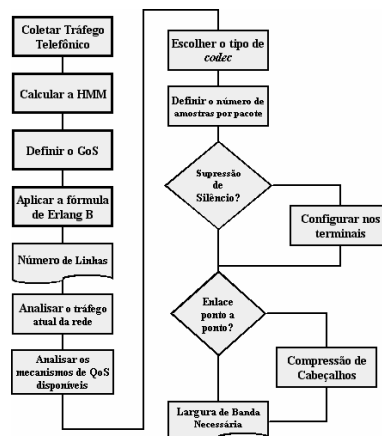 Coletar Tráfego
Telefônico
Calcular a HMM
Definir o GoS
Aplicar a fórmula
de Erlang B
Número de Linhas
Analisar o tráfego
atual da rede
Analisar os
mecanismos de QoS
disponíveis
Escolher o tipo de
codec
Definir o número de
amostras por pacote
Supressão
de
Silêncio?
Configurar nos
terminais
Enlace
ponto a
ponto?
Compressão de
Cabeçalhos
Largura de Banda
Necessária